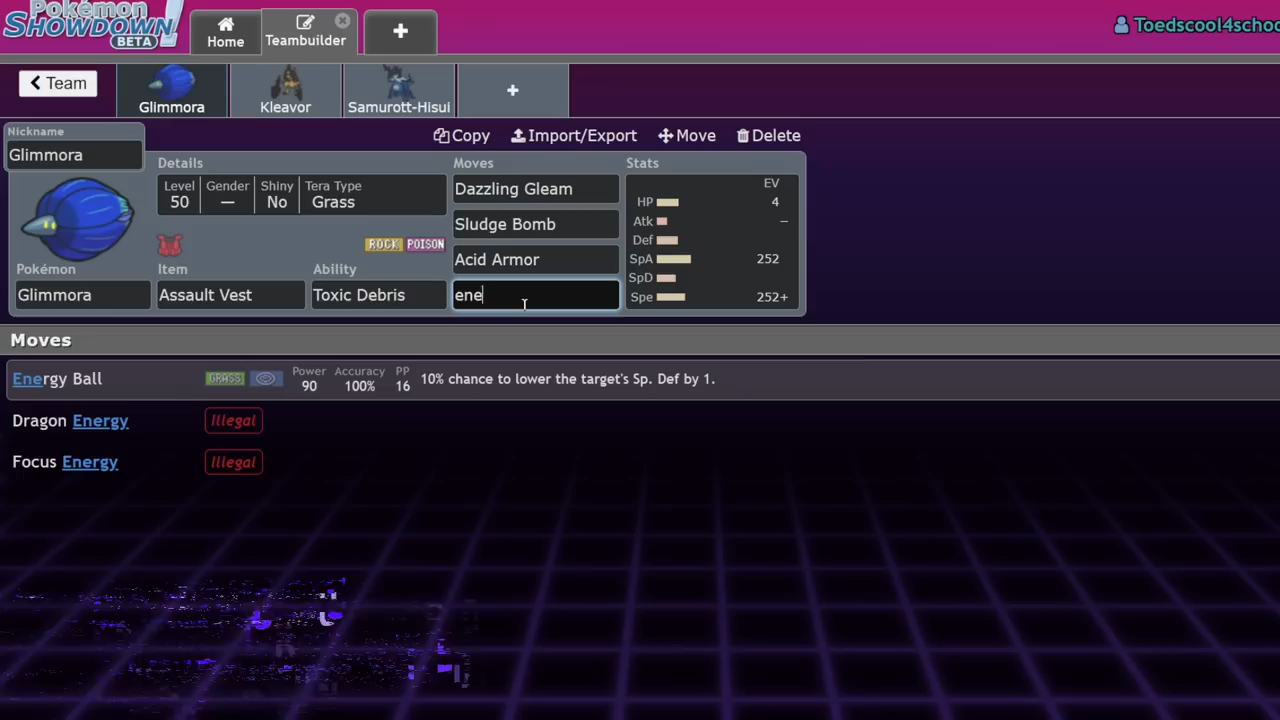 Pokémon
SHOWDOWN!
BETA
Home
Teambuilder
+
Toedscool4schoo
Team
Glimmora
Kleavor
Samurott-Hisui
+
Nickname
Glimmora
Copy
Import/Export
Move
Delete
Details
Moves
Stats
Level
50
Gender
—
Shiny
No
Tera Type
Grass
ROCK POISON
Pokémon
Glimmora
Item
Assault Vest
Ability
Toxic Debris
Dazzling Gleam
Sludge Bomb
Acid Armor
ene
EV
HP 4
Atk –
Def
SpA 252
SpD
Spe 252+
Moves
Energy Ball GRASS Power 90 Accuracy 100% PP 16 10% chance to lower the target's Sp. Def by 1.
Dragon Energy Illegal
Focus Energy Illegal